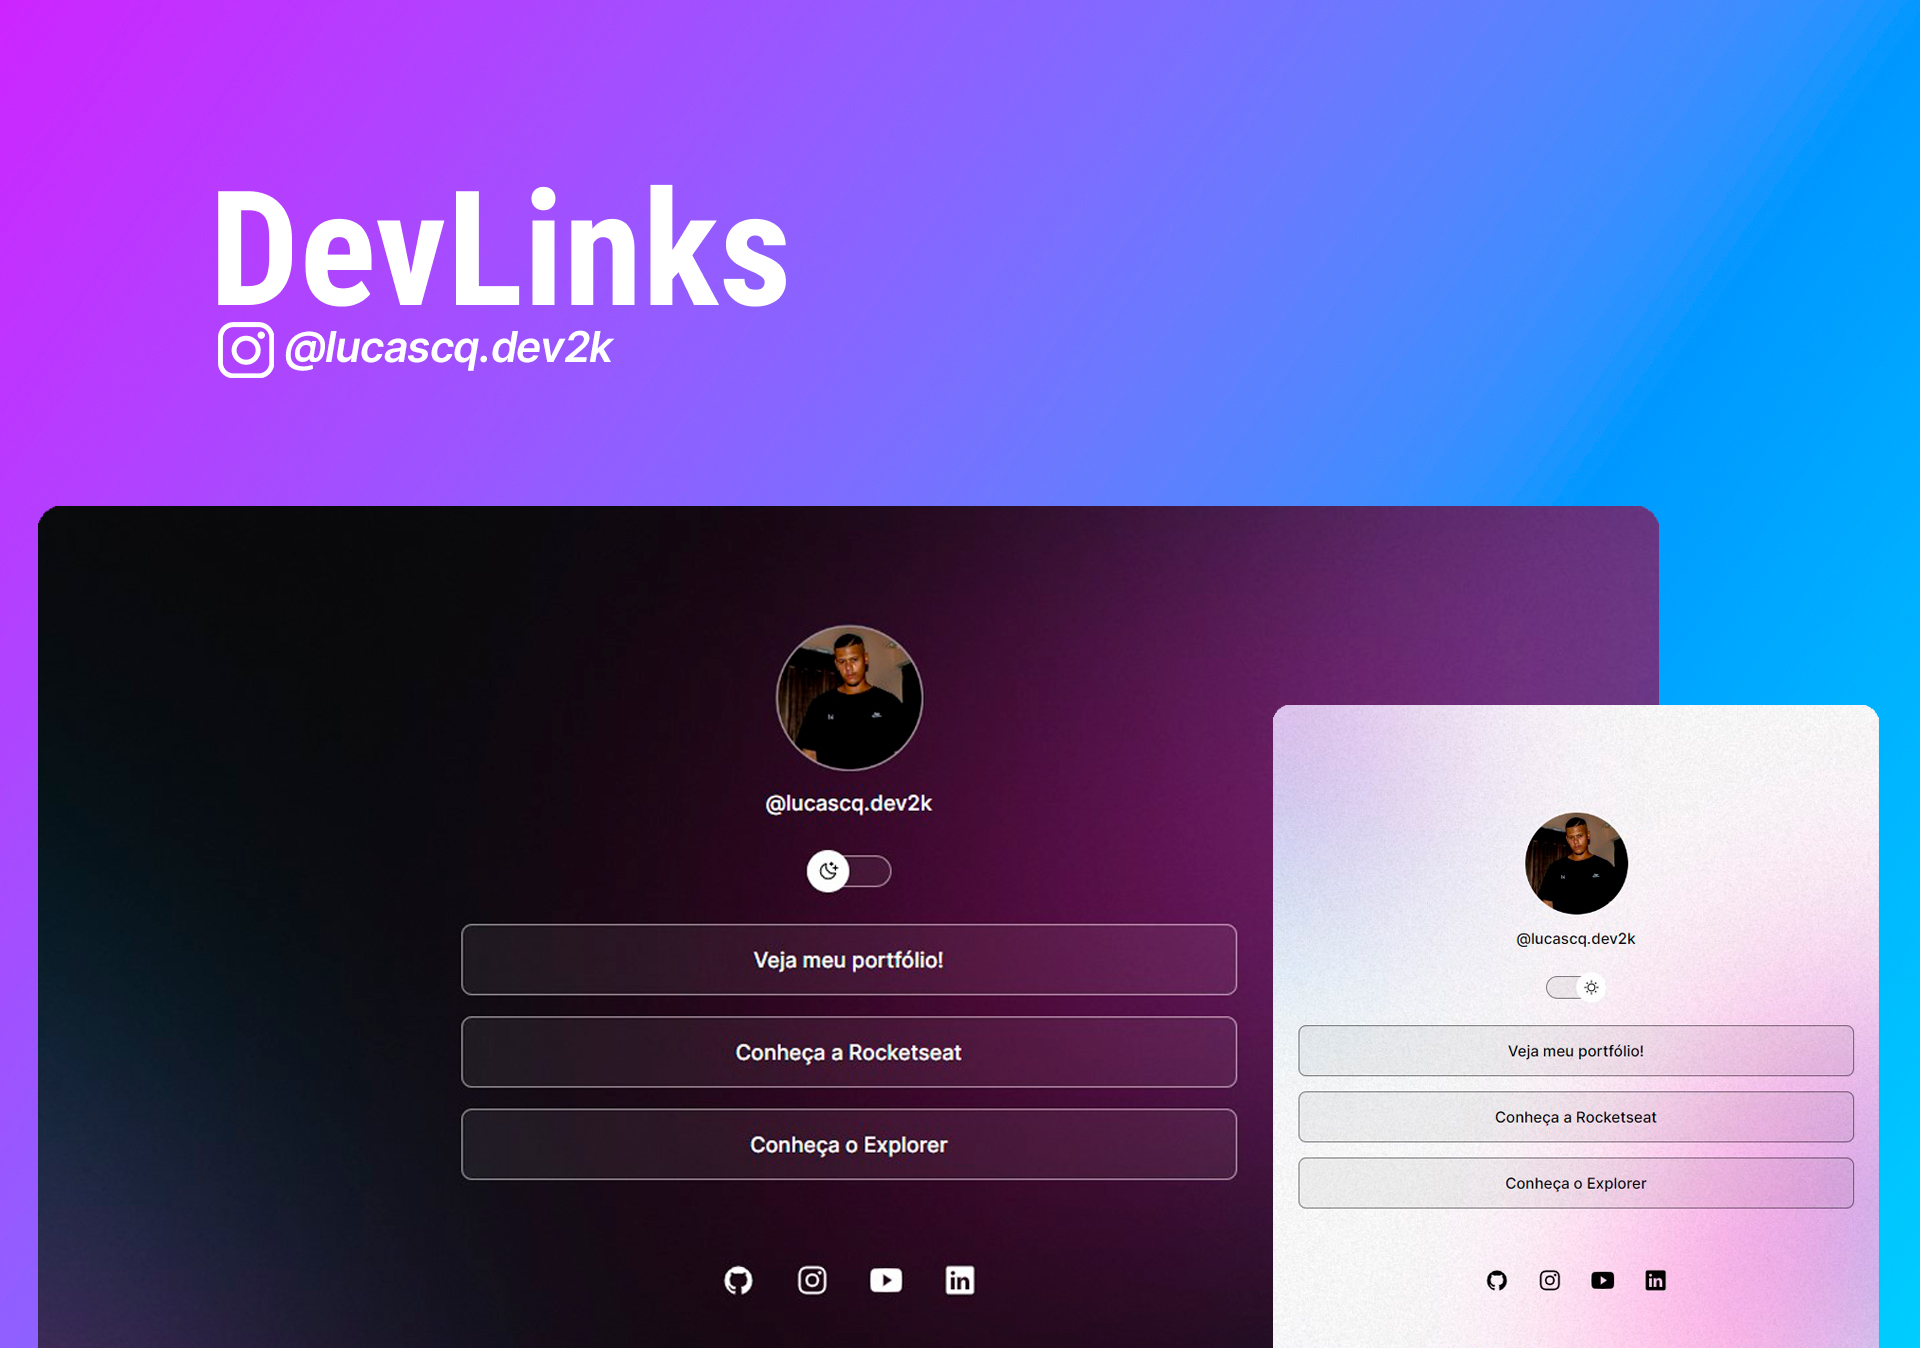 DevLinks
@lucascq.dev2k
@lucascq.dev2k
Veja meu portfólio!
Conheça a Rocketseat
Conheça o Explorer
@lucascq.dev2k
Veja meu portfólio!
Conheça a Rocketseat
Conheça o Explorer